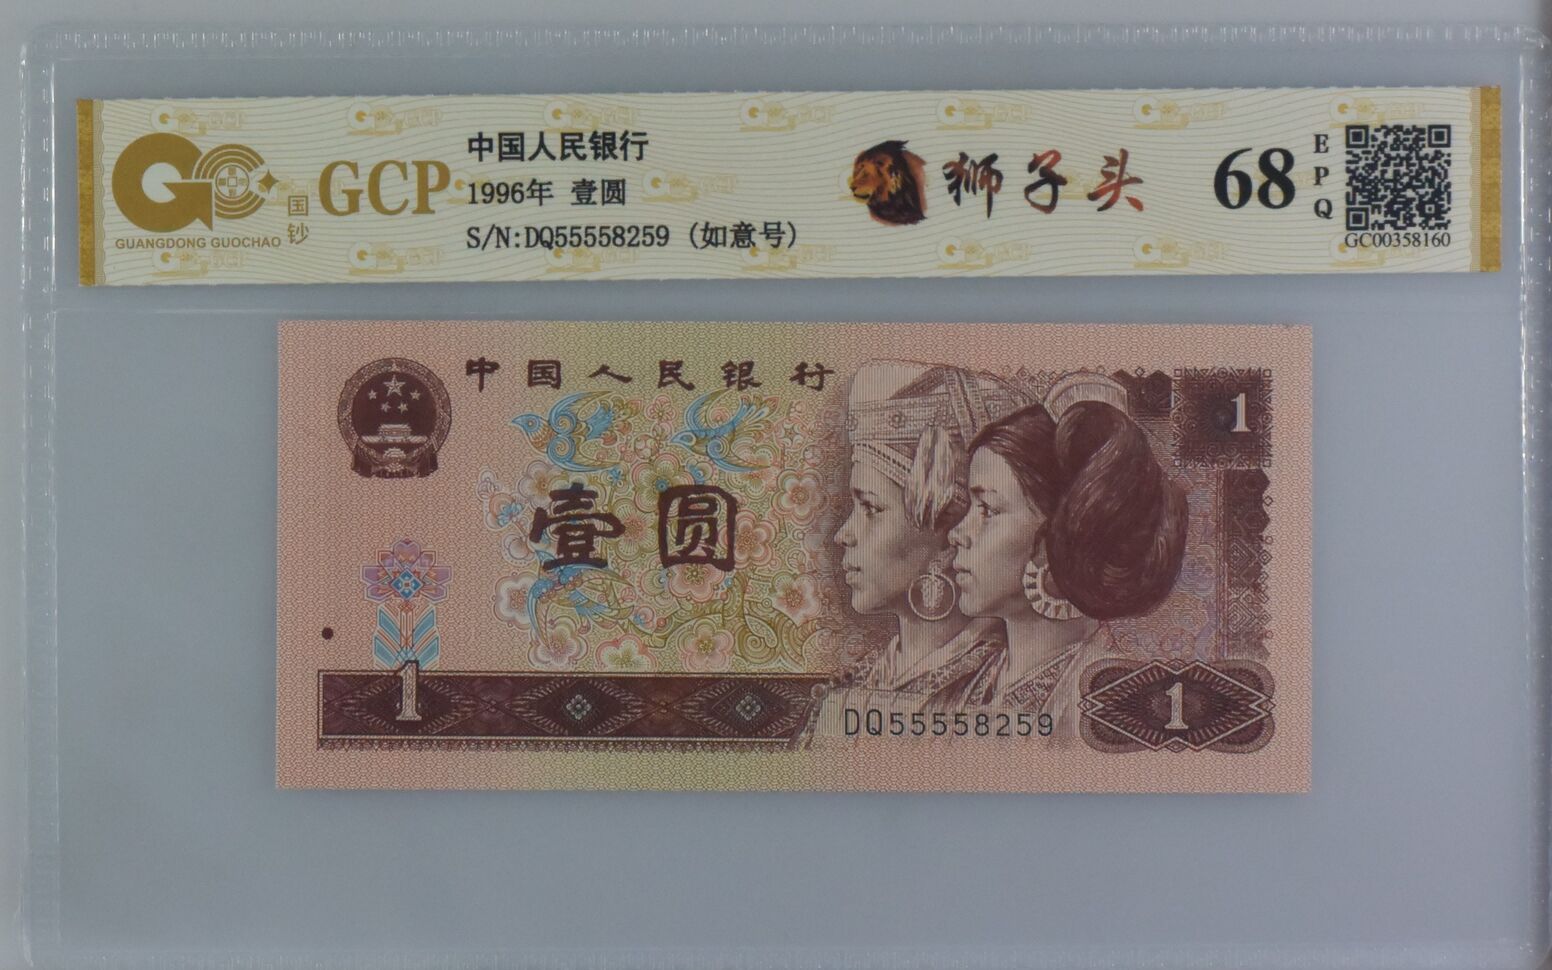 GCP
国钞
GUANGDONG GUOCHAO
中国人民银行
1996年 壹圆
S/N:DQ55558259 (如意号)
狮子头
68
EPQ
GC00358160
中国人民银行
1
壹圆
1
DQ55558259
1